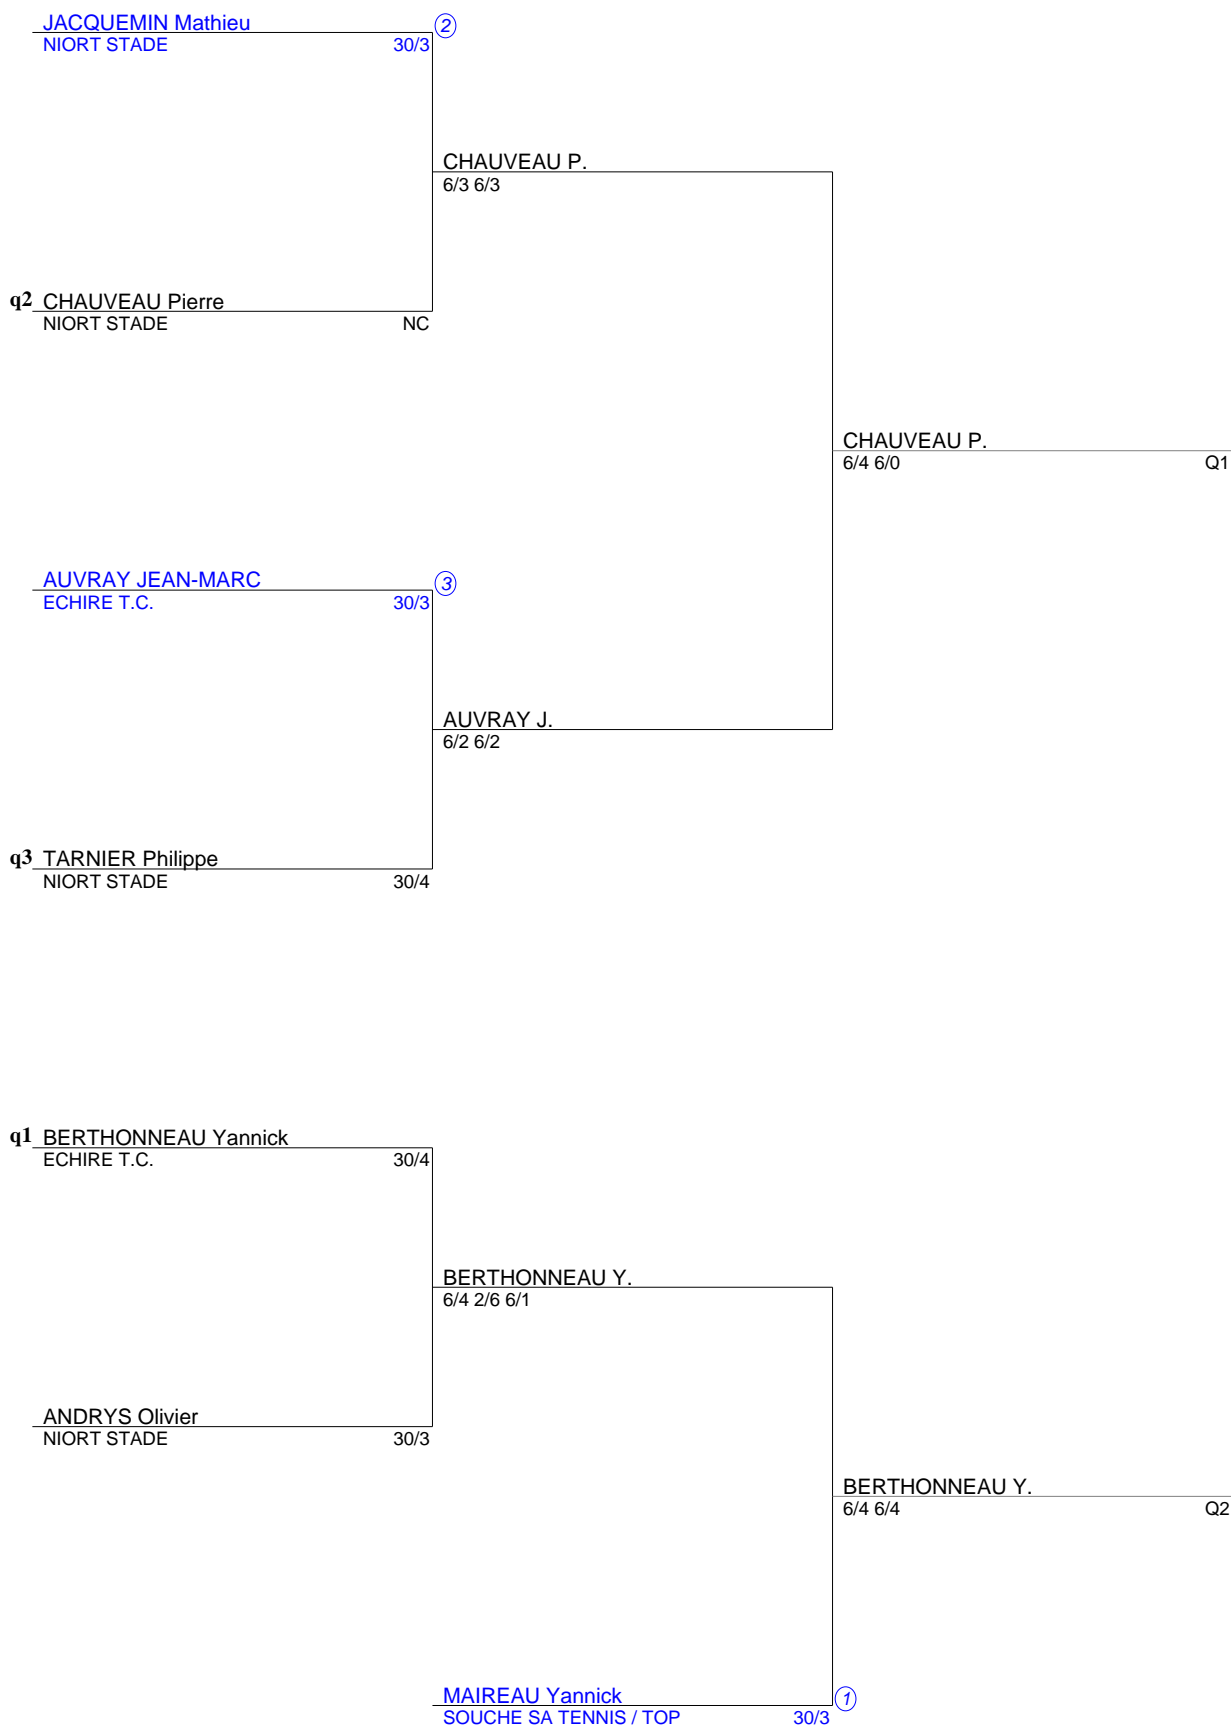 JACQUEMIN Mathieu 2
NIORT STADE 30/3
CHAUVEAU P.
6/3 6/3
q2 CHAUVEAU Pierre
NIORT STADE NC
CHAUVEAU P.
6/4 6/0 Q1
AUVRAY JEAN-MARC 3
ECHIRE T.C. 30/3
AUVRAY J.
6/2 6/2
q3 TARNIER Philippe
NIORT STADE 30/4
q1 BERTHONNEAU Yannick
ECHIRE T.C. 30/4
BERTHONNEAU Y.
6/4 2/6 6/1
ANDRYS Olivier
NIORT STADE 30/3
BERTHONNEAU Y.
6/4 6/4 Q2
MAIREAU Yannick 1
SOUCHE SA TENNIS / TOP 30/3